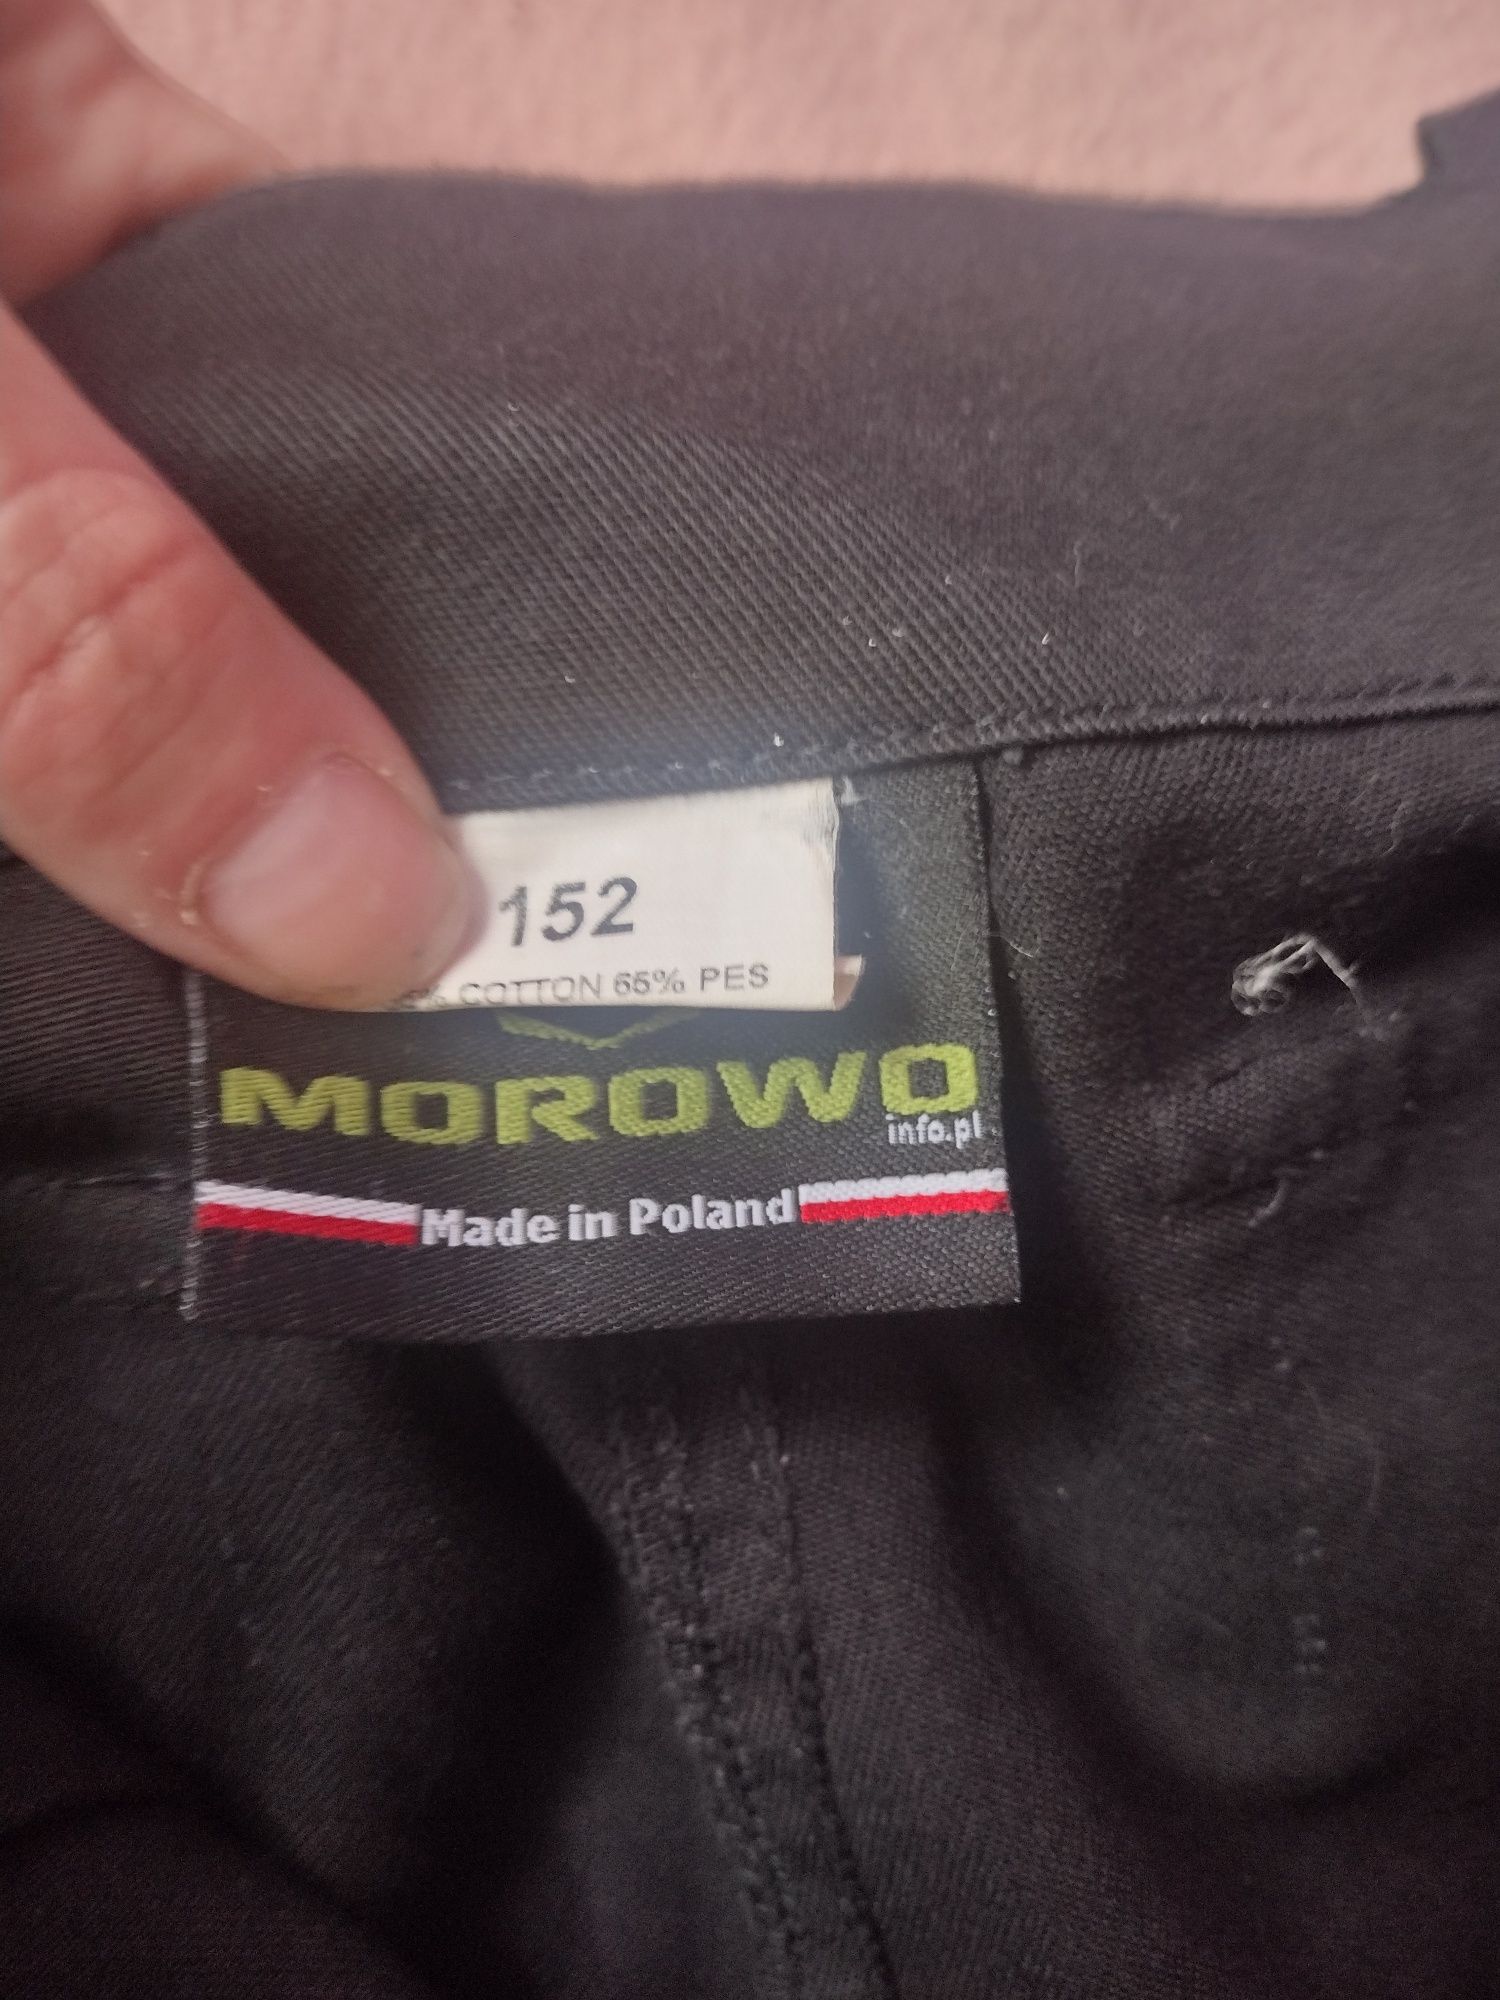 152
% COTTON 65% PES
MOROWO
info.pl
Made in Poland